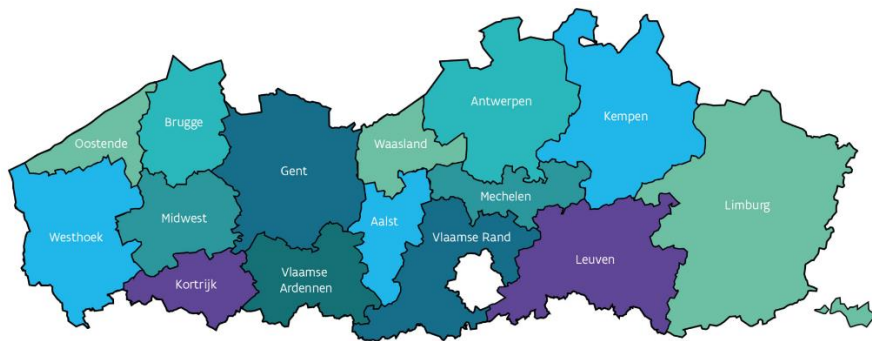 Oostende
Brugge
Gent
Waasland
Antwerpen
Kempen
Westhoek
Midwest
Aalst
Mechelen
Vlaamse Rand
Limburg
Kortrijk
Vlaamse
Ardennen
Leuven